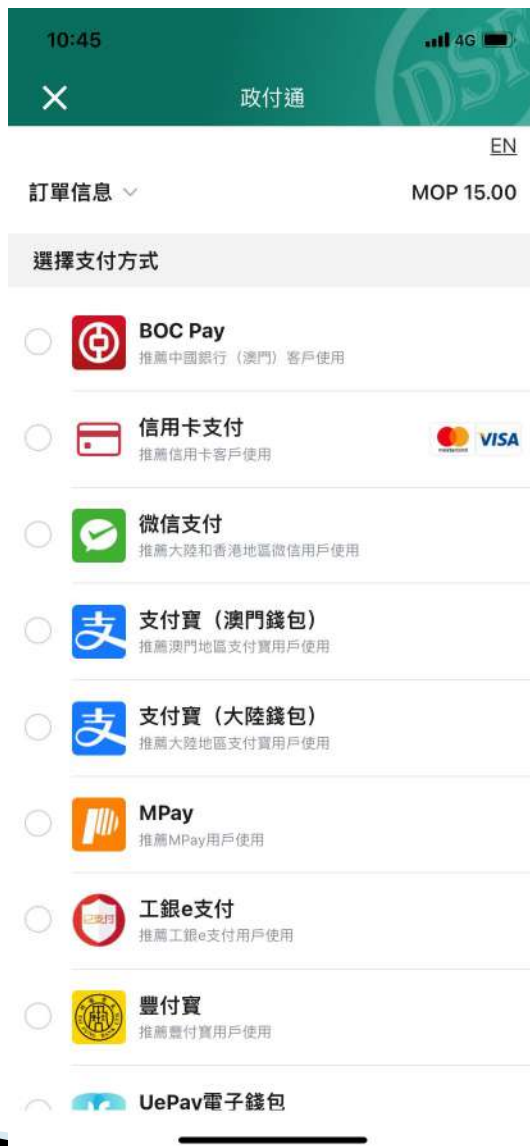 10:45
4G
政付通
DSF
EN
訂單信息
MOP 15.00
選擇支付方式
BOC Pay
推薦中國銀行（澳門）客戶使用
信用卡支付
推薦信用卡客戶使用
mastercard VISA
微信支付
推薦大陸和香港地區微信用戶使用
支 支付寶（澳門錢包）
推薦澳門地區支付寶用戶使用
支 支付寶（大陸錢包）
推薦大陸地區支付寶用戶使用
MPay
推薦MPay用戶使用
工銀e支付
推薦工銀e支付用戶使用
豐付寶
推薦豐付寶用戶使用
UePay電子錢包